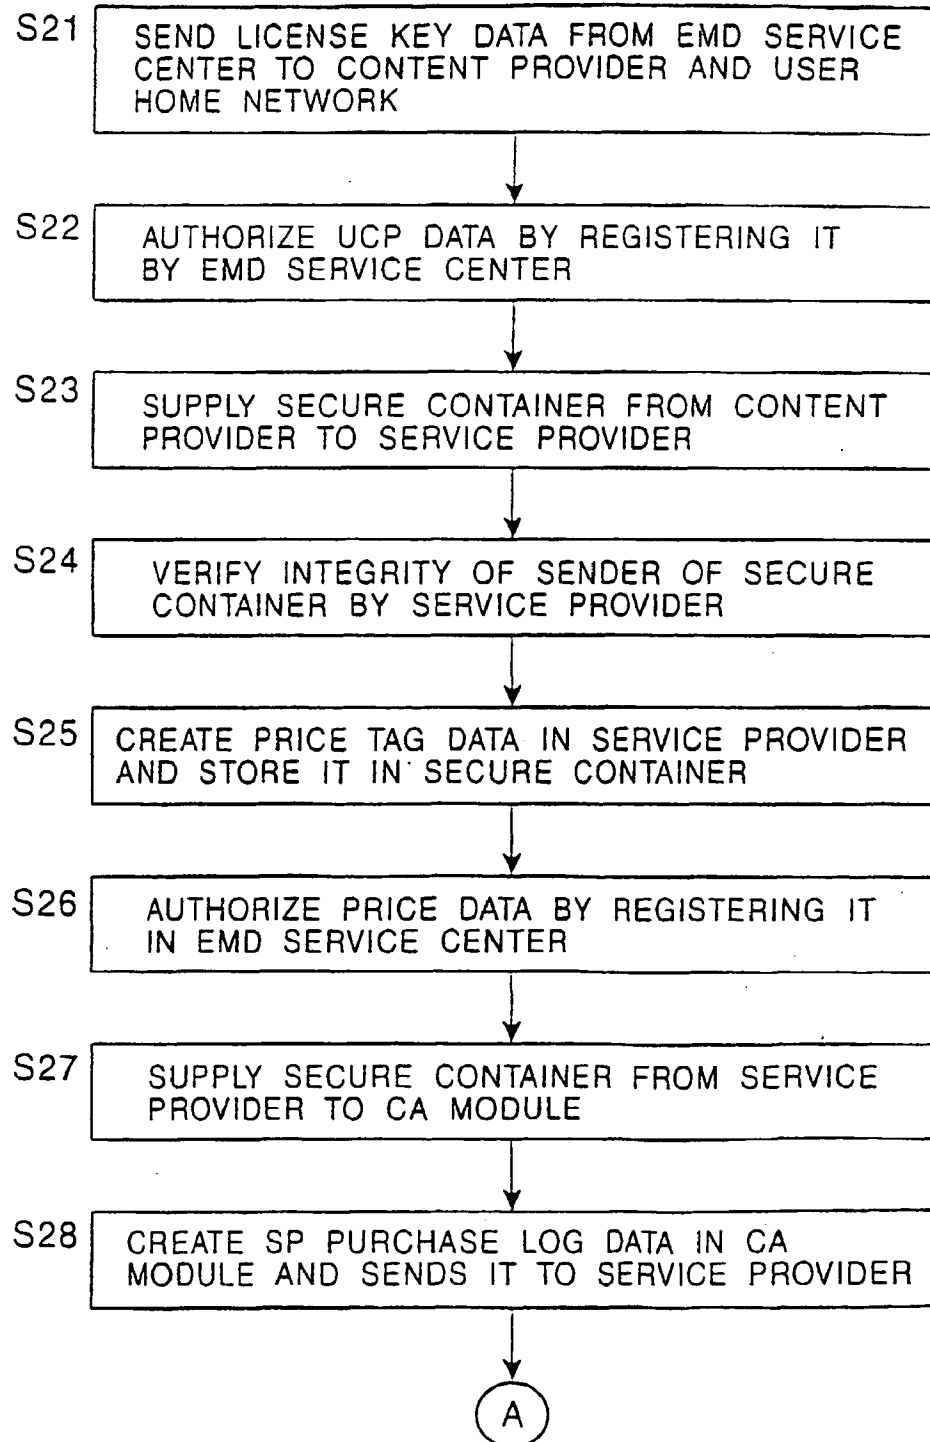 S21
SEND LICENSE KEY DATA FROM EMD SERVICE
CENTER TO CONTENT PROVIDER AND USER
HOME NETWORK
S22
AUTHORIZE UCP DATA BY REGISTERING IT
BY EMD SERVICE CENTER
S23
SUPPLY SECURE CONTAINER FROM CONTENT
PROVIDER TO SERVICE PROVIDER
S24
VERIFY INTEGRITY OF SENDER OF SECURE
CONTAINER BY SERVICE PROVIDER
S25
CREATE PRICE TAG DATA IN SERVICE PROVIDER
AND STORE IT IN SECURE CONTAINER
S26
AUTHORIZE PRICE DATA BY REGISTERING IT
IN EMD SERVICE CENTER
S27
SUPPLY SECURE CONTAINER FROM SERVICE
PROVIDER TO CA MODULE
S28
CREATE SP PURCHASE LOG DATA IN CA
MODULE AND SENDS IT TO SERVICE PROVIDER
A